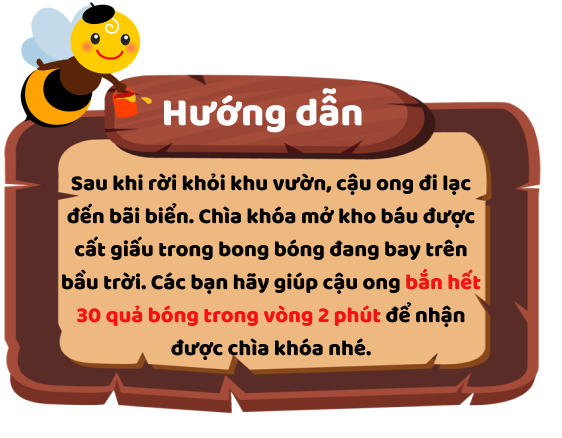 Hướng dẫn
Sau khi rời khỏi khu vườn, cậu ong đi lạc
đến bãi biển. Chìa khóa mở kho báu được
cất giấu trong bong bóng đang bay trên
bầu trời. Các bạn hãy giúp cậu ong bắn hết
30 quả bóng trong vòng 2 phút để nhận
được chìa khóa nhé.